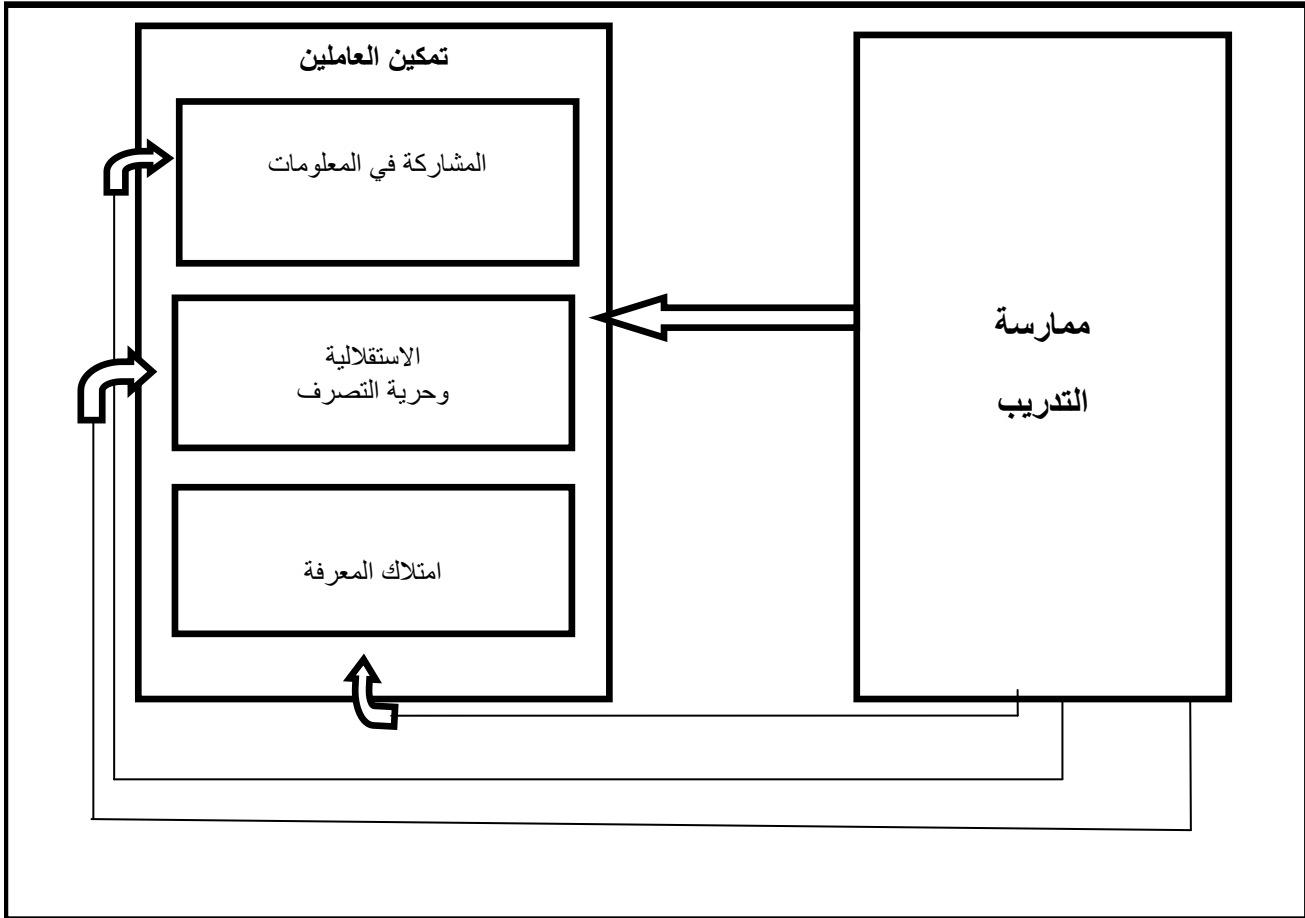 تمكين العاملين
المشاركة في المعلومات
الاستقلالية
وحرية التصرف
امتلاك المعرفة
ممارسة
التدريب